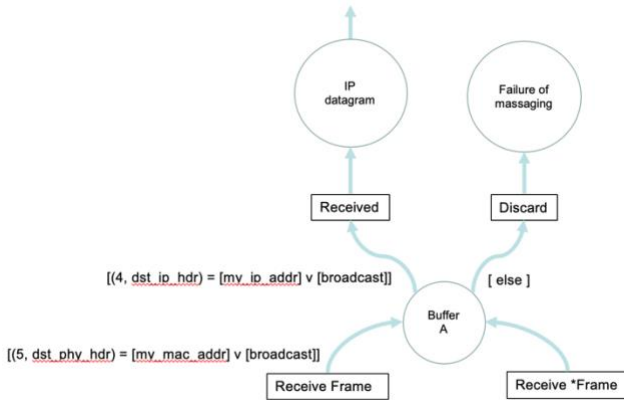 IP
datagram
Failure of
massaging
Received
Discard
[(4, dst_ip_hdr) = [my_ip_addr] v [broadcast]]
[ else ]
Buffer
A
[(5, dst_phy_hdr) = [my_mac_addr] v [broadcast]]
Receive Frame
Receive *Frame